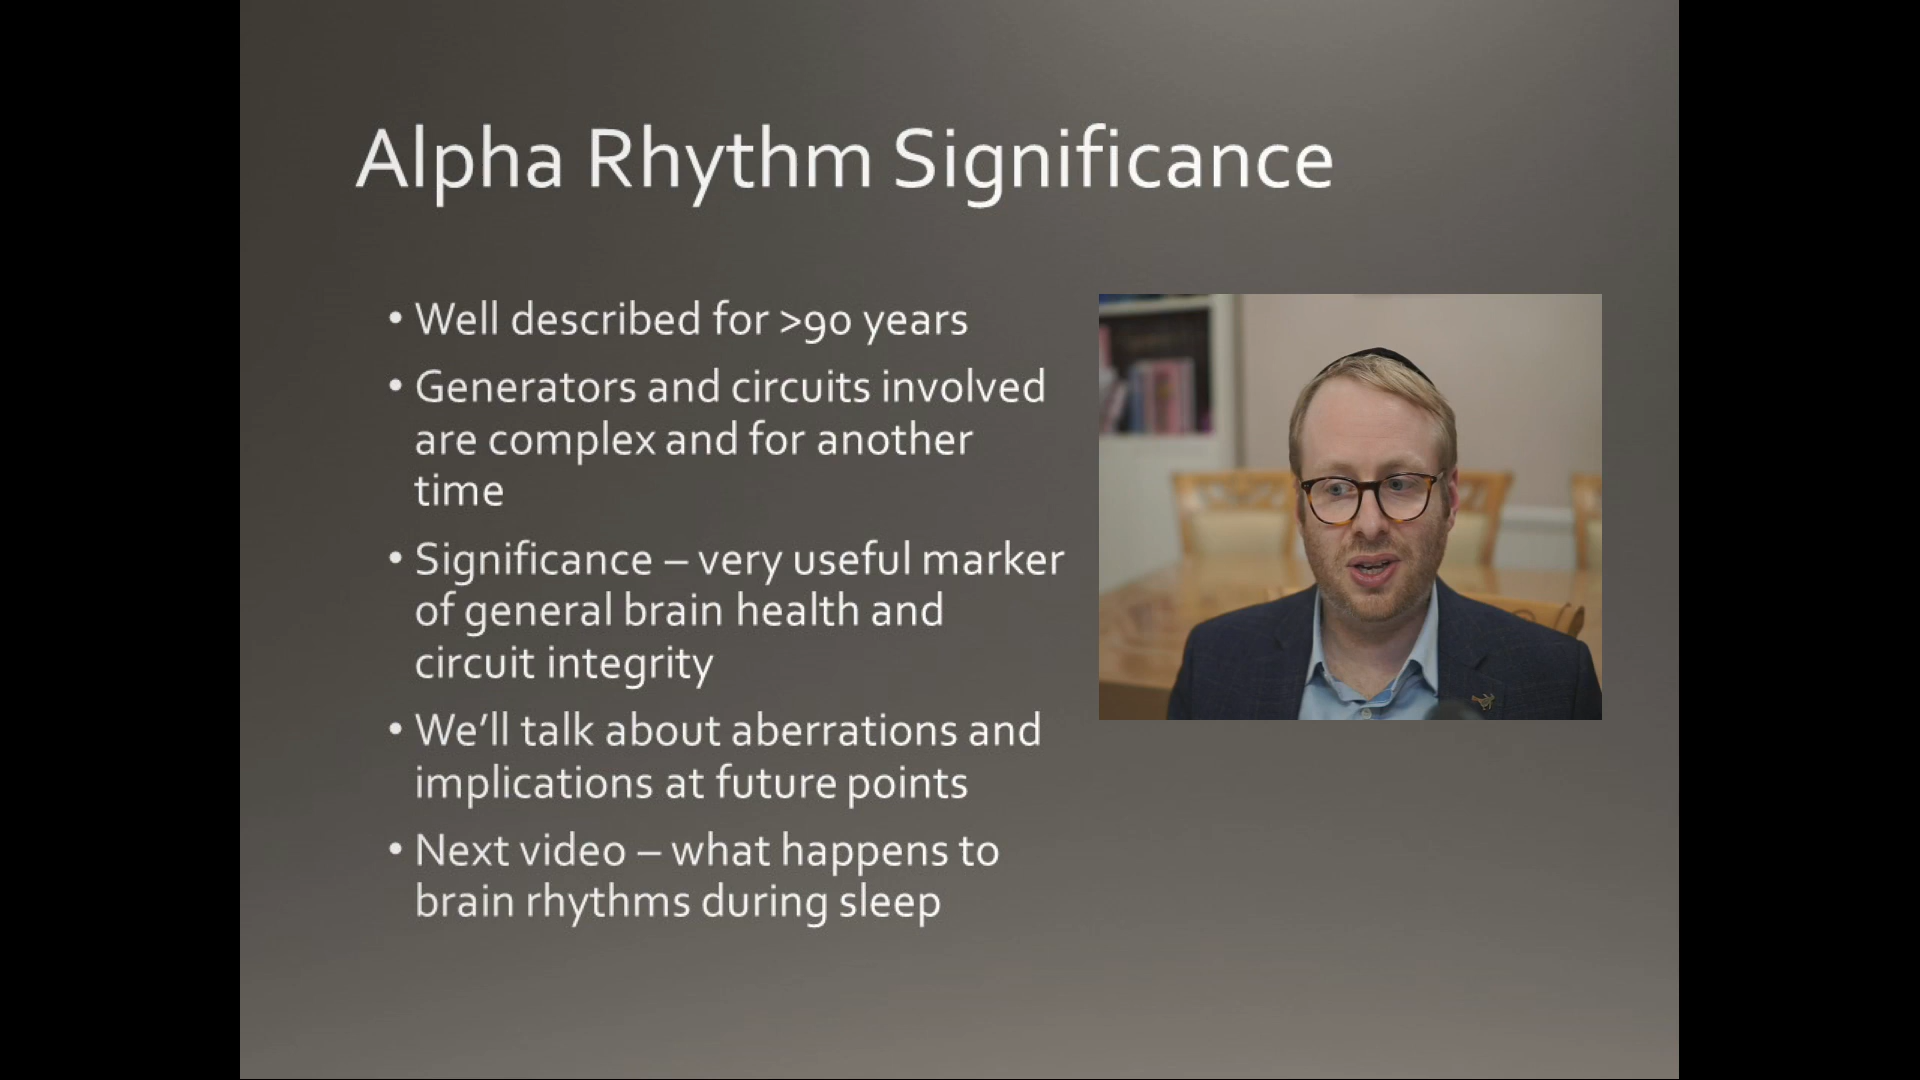 Alpha Rhythm Significance
• Well described for >90 years
• Generators and circuits involved
are complex and for another
time
• Significance – very useful marker
of general brain health and
circuit integrity
• We’ll talk about aberrations and
implications at future points
• Next video – what happens to
brain rhythms during sleep